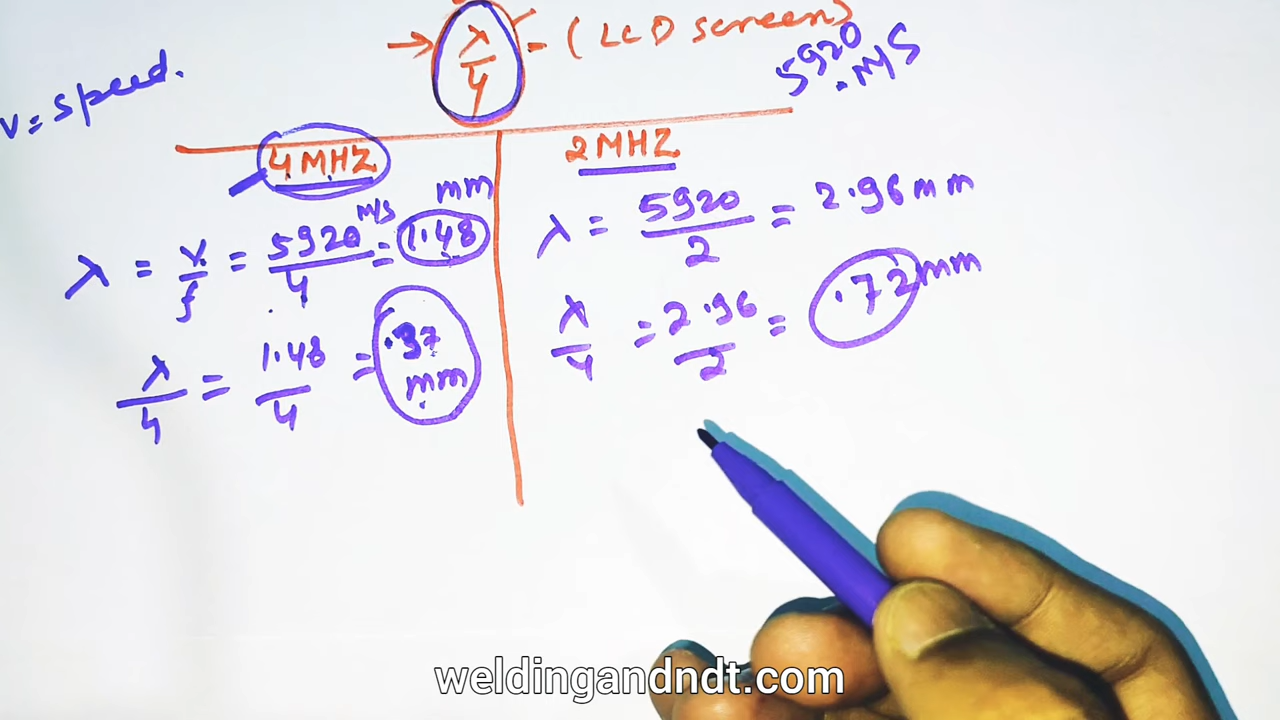 → λ/4 - (LCD screen)
v = speed.
5920 M/S
4 MHZ
λ = v/f = 5920 M/S / 4 = 1.48 mm
λ/4 = 1.48/4 = .37 mm
2 MHZ
λ = 5920/2 = 2.96 mm
λ/4 = 2.96/2 = .72 mm
weldingandndt.com